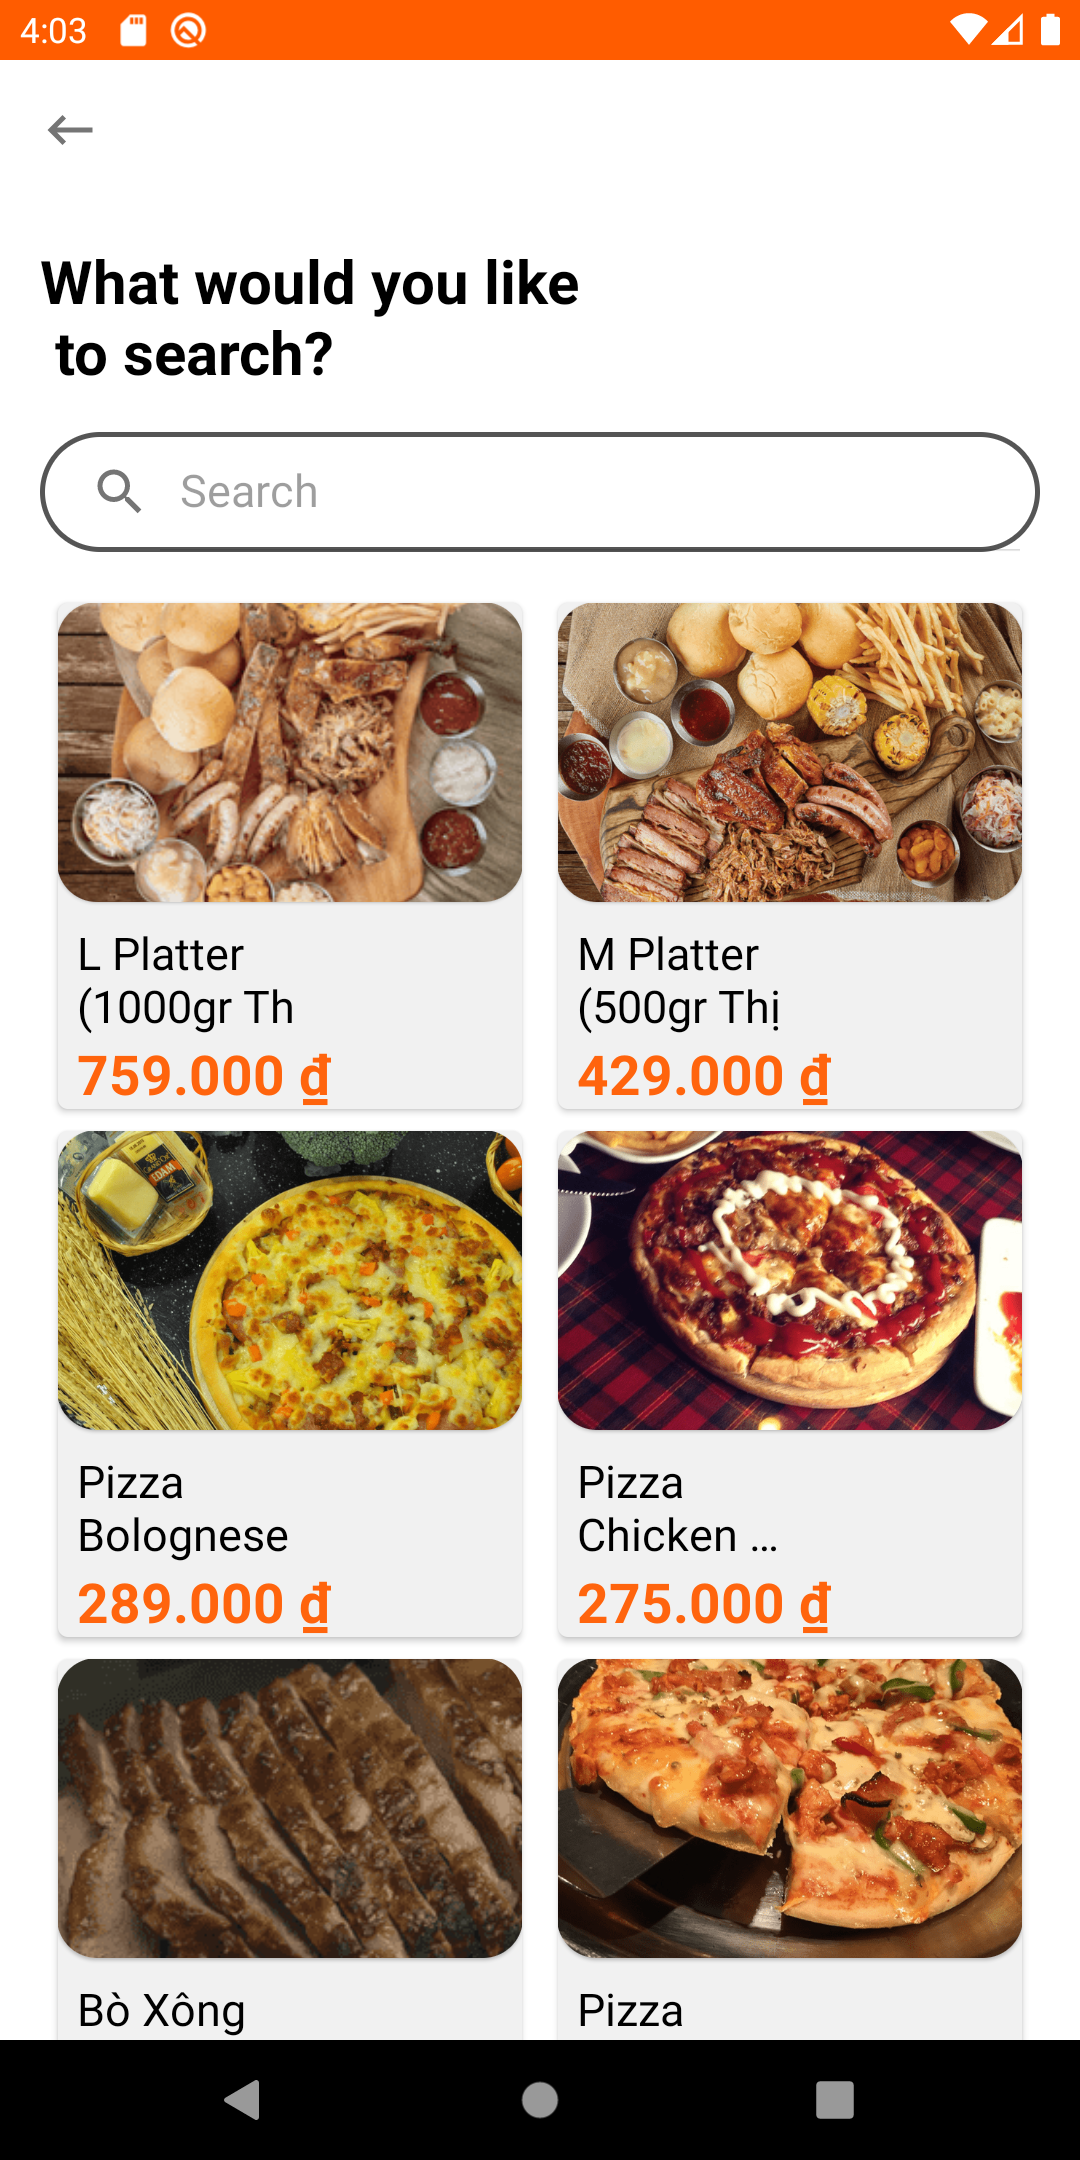 4:03
What would you like
to search?
Search
L Platter
(1000gr Th
759.000 ₫
M Platter
(500gr Thị
429.000 ₫
EDAM
Pizza
Bolognese
289.000 ₫
Pizza
Chicken ...
275.000 ₫
Bò Xông
Pizza